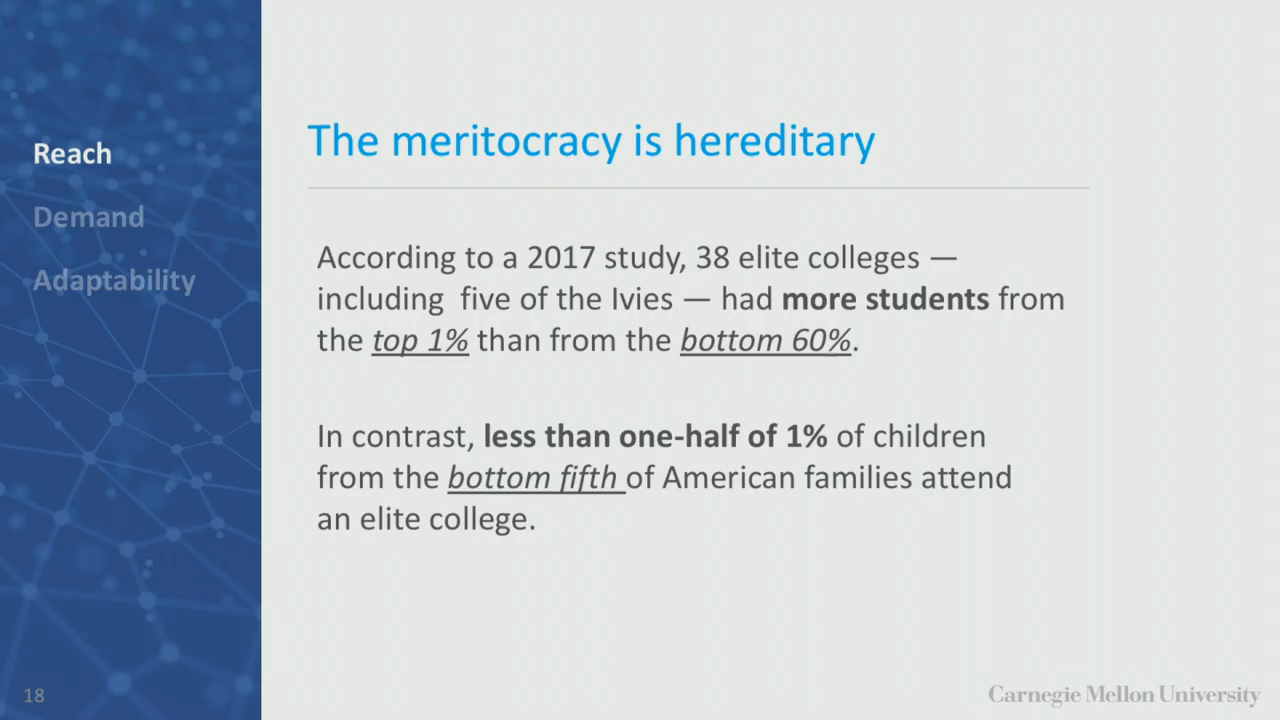 Reach
Demand
Adaptability
The meritocracy is hereditary
According to a 2017 study, 38 elite colleges —
including  five of the Ivies — had more students from
the top 1% than from the bottom 60%.
In contrast, less than one-half of 1% of children
from the bottom fifth of American families attend
an elite college.
18
Carnegie Mellon University